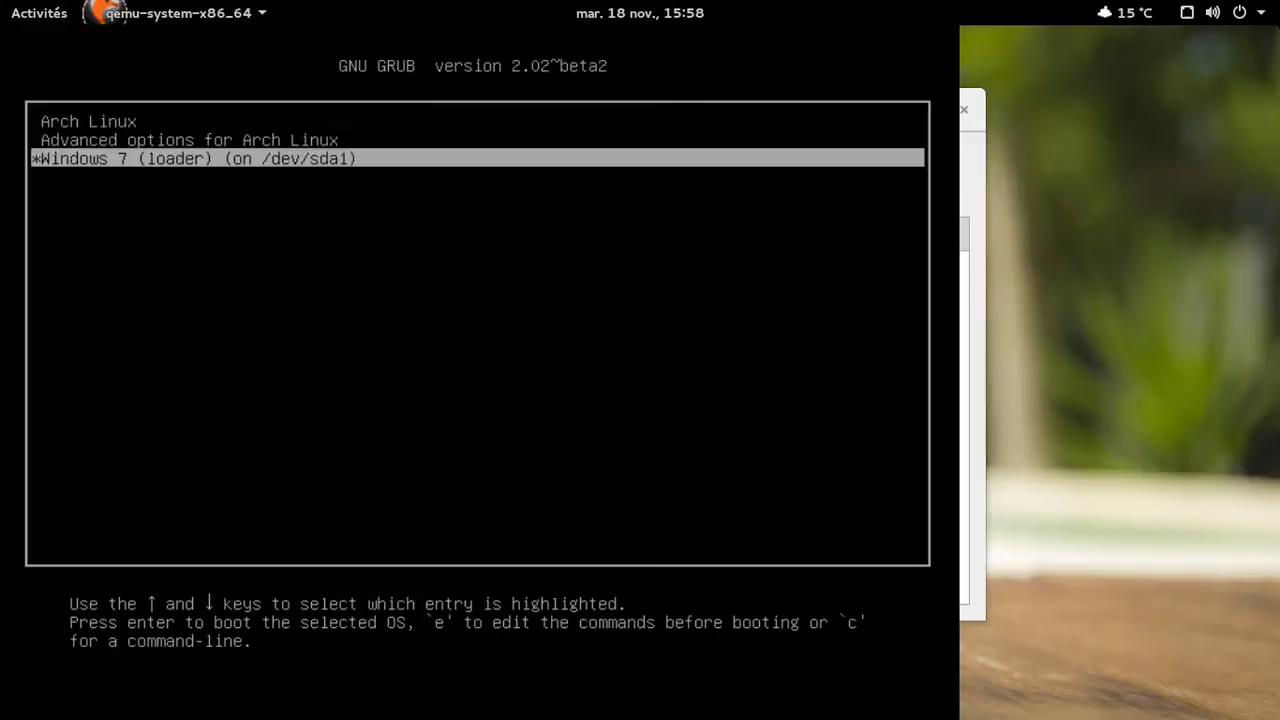 Activités qemu-system-x86_64 mar. 18 nov., 15:58 15 °C
GNU GRUB version 2.02~beta2
Arch Linux
Advanced options for Arch Linux
*Windows 7 (loader) (on /dev/sda1)
Use the ↑ and ↓ keys to select which entry is highlighted.
Press enter to boot the selected OS, `e' to edit the commands before booting or `c'
for a command-line.